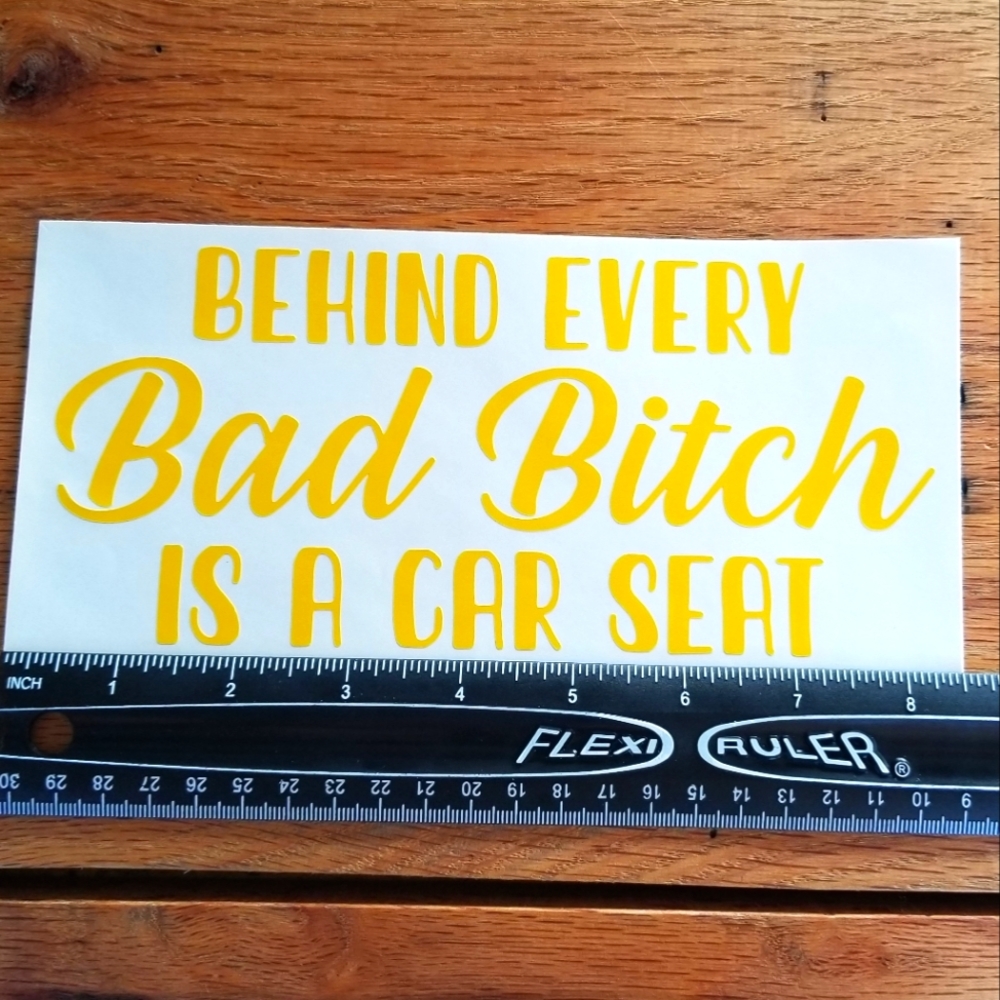 BEHIND EVERY
Bad Bitch
IS A CAR SEAT
INCH 1 2 3 4 5 6 7 8
FLEXI RULER®
30 29 28 27 26 25 24 23 22 21 20 19 18 17 16 15 14 13 12 11 10 9